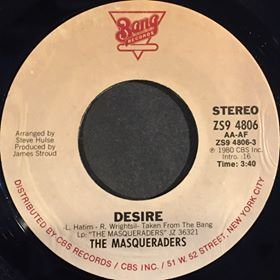 Bang
RECORDS
STEREO
ZS9 4806
AA-AF
ZS9 4806-3
℗ 1980 CBS Inc.
Intro.:16
Time: 3:40
Arranged by
Steve Hulse
Produced by
James Stroud
DESIRE
-L. Hatim - R. Wrightsil- Taken From The Bang
Lp: "THE MASQUERADERS" JZ 36321
THE MASQUERADERS
DISTRIBUTED BY CBS RECORDS / CBS INC. / 51 W. 52 STREET, NEW YORK CITY